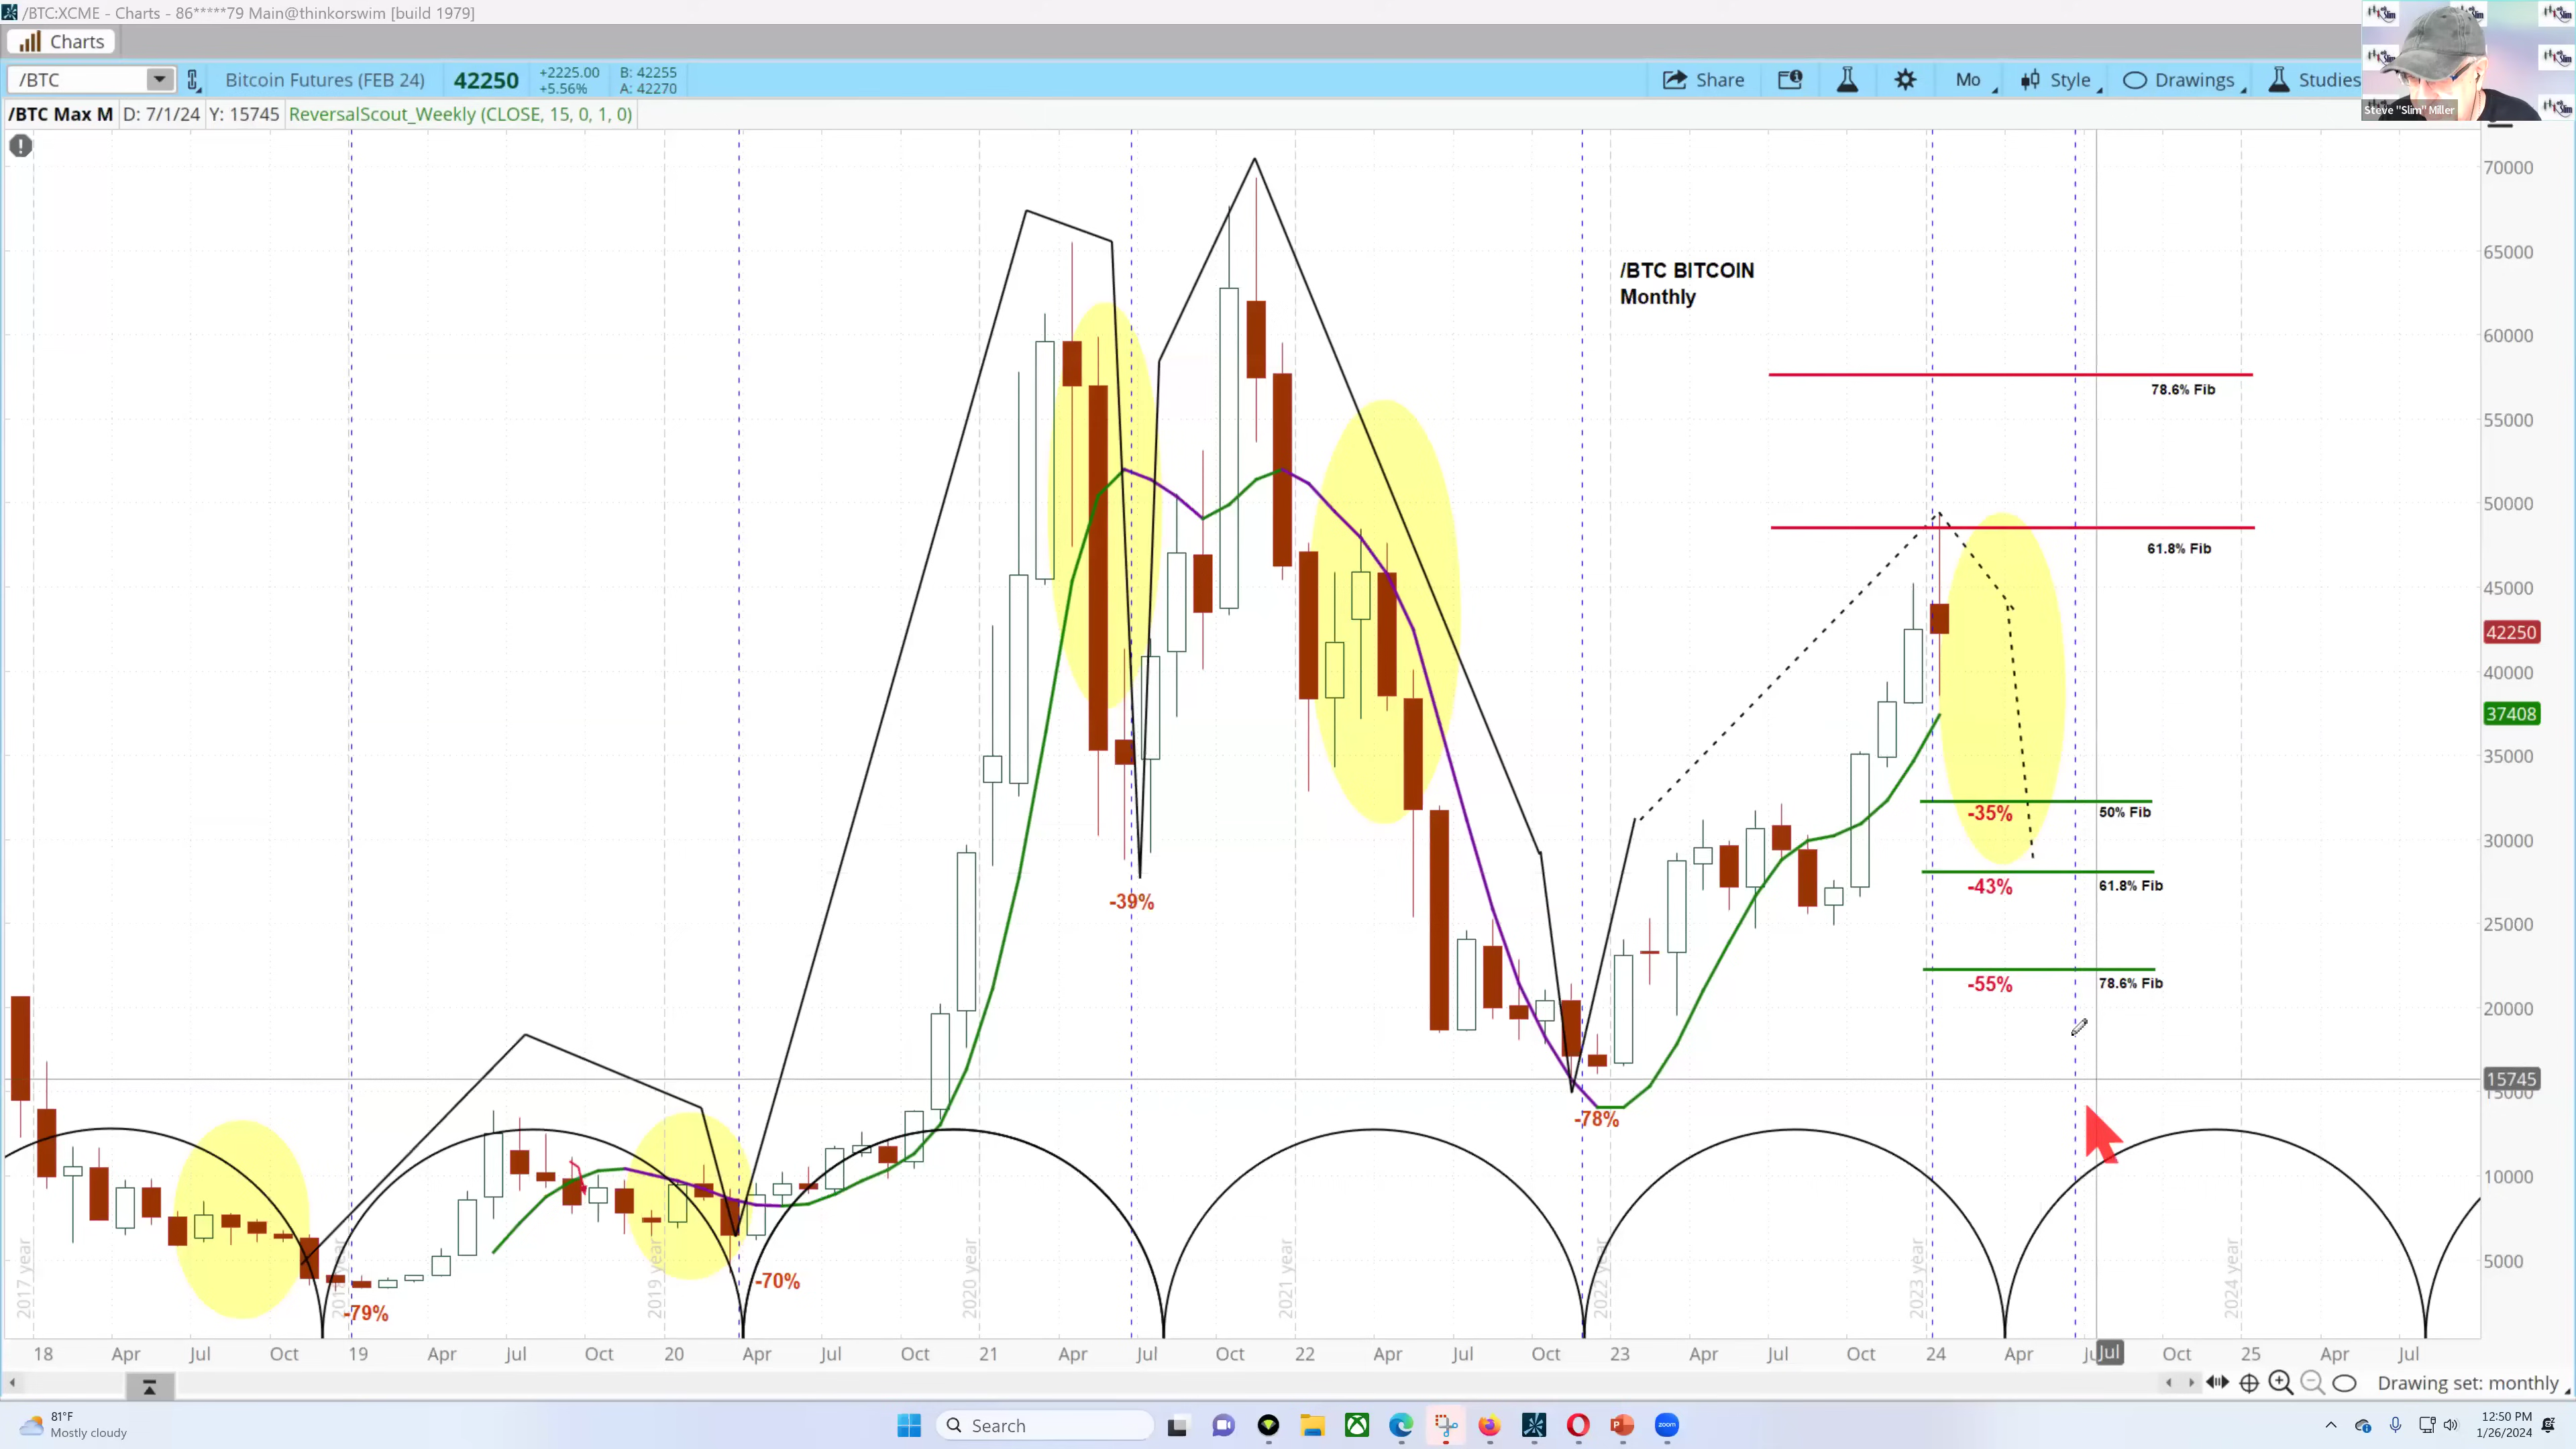 /BTC:XCME - Charts - 86*****79 Main@thinkorswim [build 1979]
Charts
/BTC Bitcoin Futures (FEB 24) 42250 +2225.00 B: 42255
+5.56% A: 42270
Share Mo Style Drawings Studies
Steve "Slim" Miller
/BTC Max M D: 7/1/24 Y: 15745 ReversalScout_Weekly (CLOSE, 15, 0, 1, 0)
70000
65000
/BTC BITCOIN
Monthly
60000
78.6% Fib
55000
50000
61.8% Fib
45000
42250
40000
37408
35000
-35% 50% Fib
30000
-43% 61.8% Fib
-39%
25000
-55% 78.6% Fib
20000
15745
15000
-78%
10000
5000
-70%
-79%
2017 year 2018 year 2019 year 2020 year 2021 year 2022 year 2023 year 2024 year
18 Apr Jul Oct 19 Apr Jul Oct 20 Apr Jul Oct 21 Apr Jul Oct 22 Apr Jul Oct 23 Apr Jul Oct 24 Apr Jul Oct 25 Apr Jul
Drawing set: monthly
81°F
Mostly cloudy
Search
zoom
12:50 PM
1/26/2024